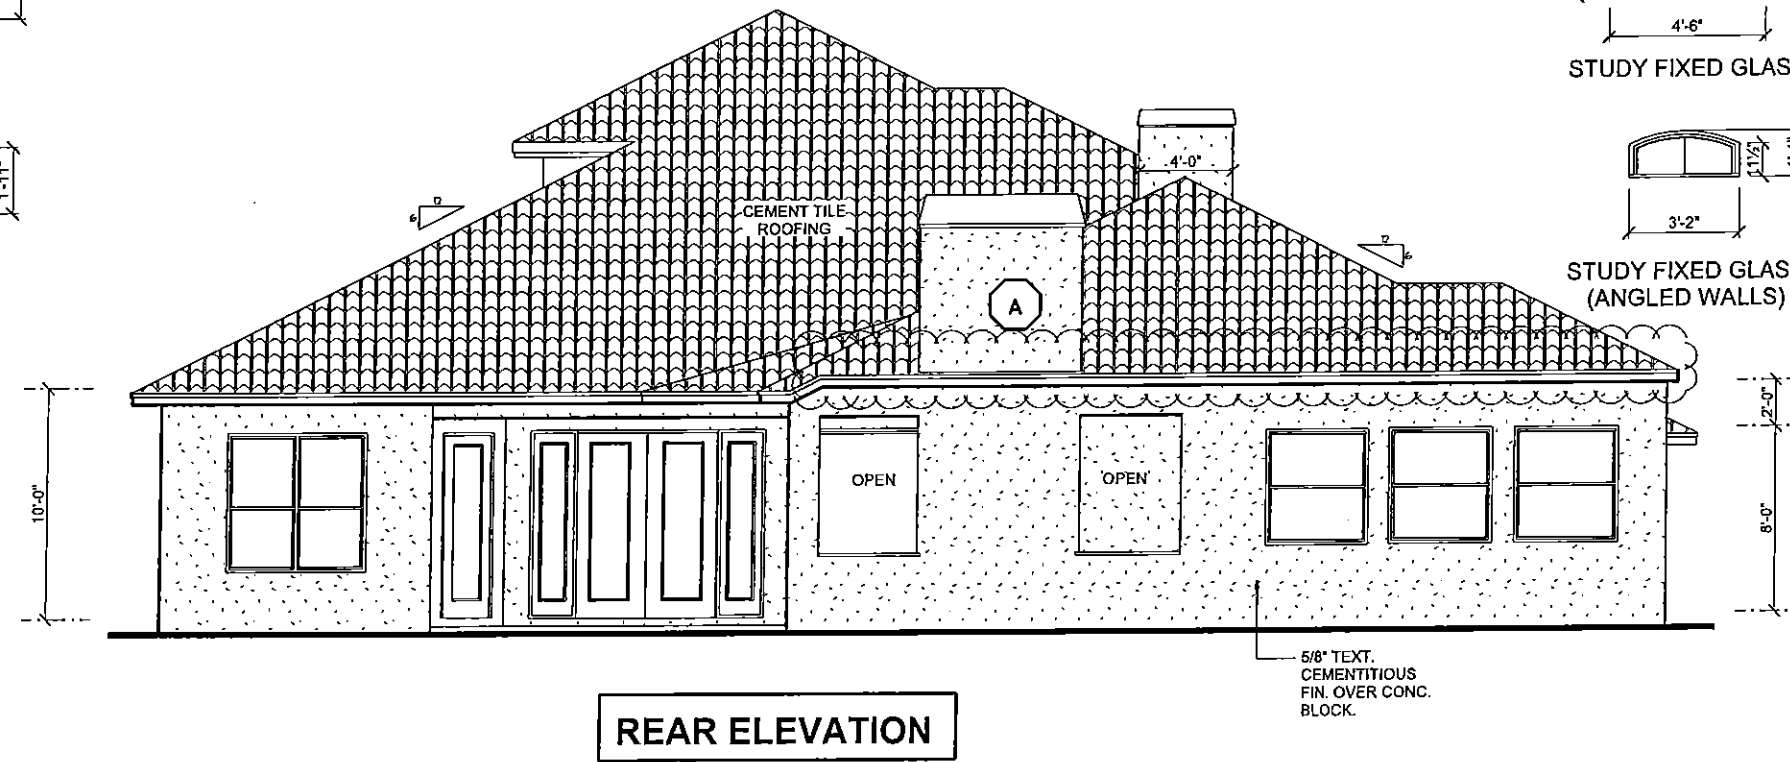 4'-6"
STUDY FIXED GLAS
1'-11"
4'-0"
12
6
CEMENT TILE
ROOFING
3'-2"
12
6
STUDY FIXED GLAS
(ANGLED WALLS)
A
2'-0"
OPEN
OPEN
10'-0"
8'-0"
5/8" TEXT.
CEMENTITIOUS
FIN. OVER CONC.
BLOCK.
REAR ELEVATION